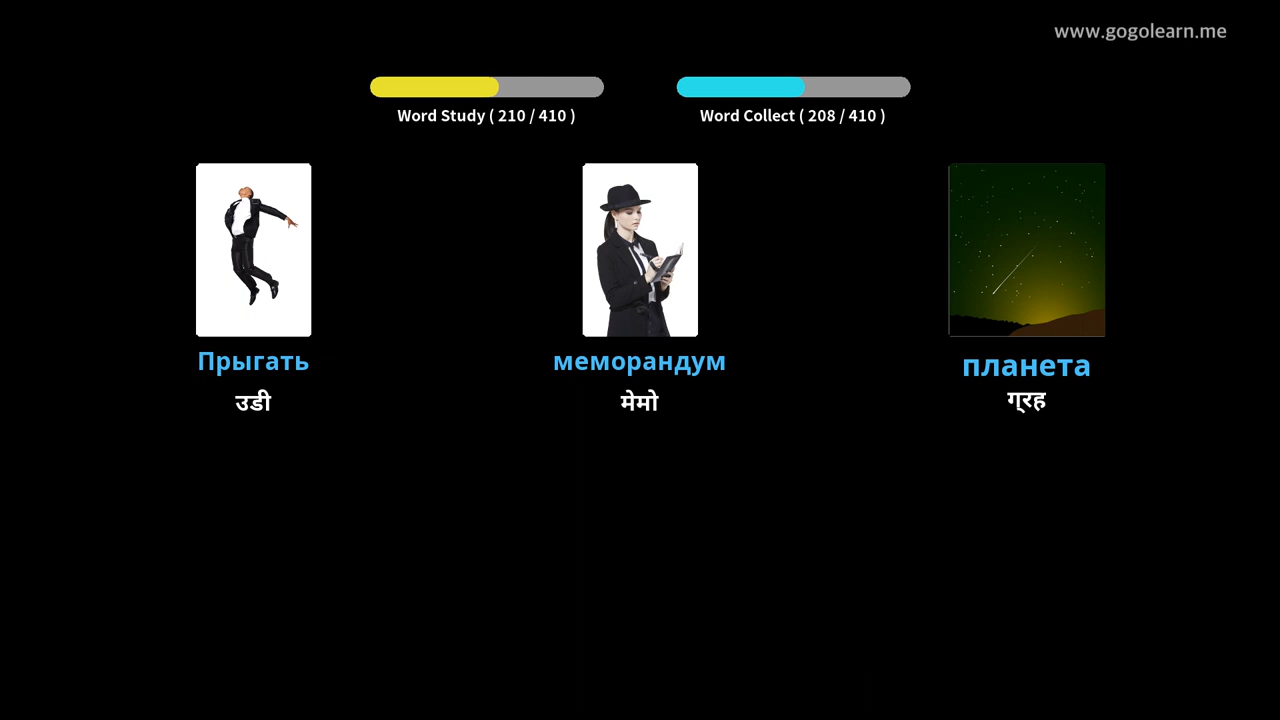 www.gogolearn.me
Word Study ( 210 / 410 )
Word Collect ( 208 / 410 )
Прыгать
меморандум
планета
उडी
मेमो
ग्रह